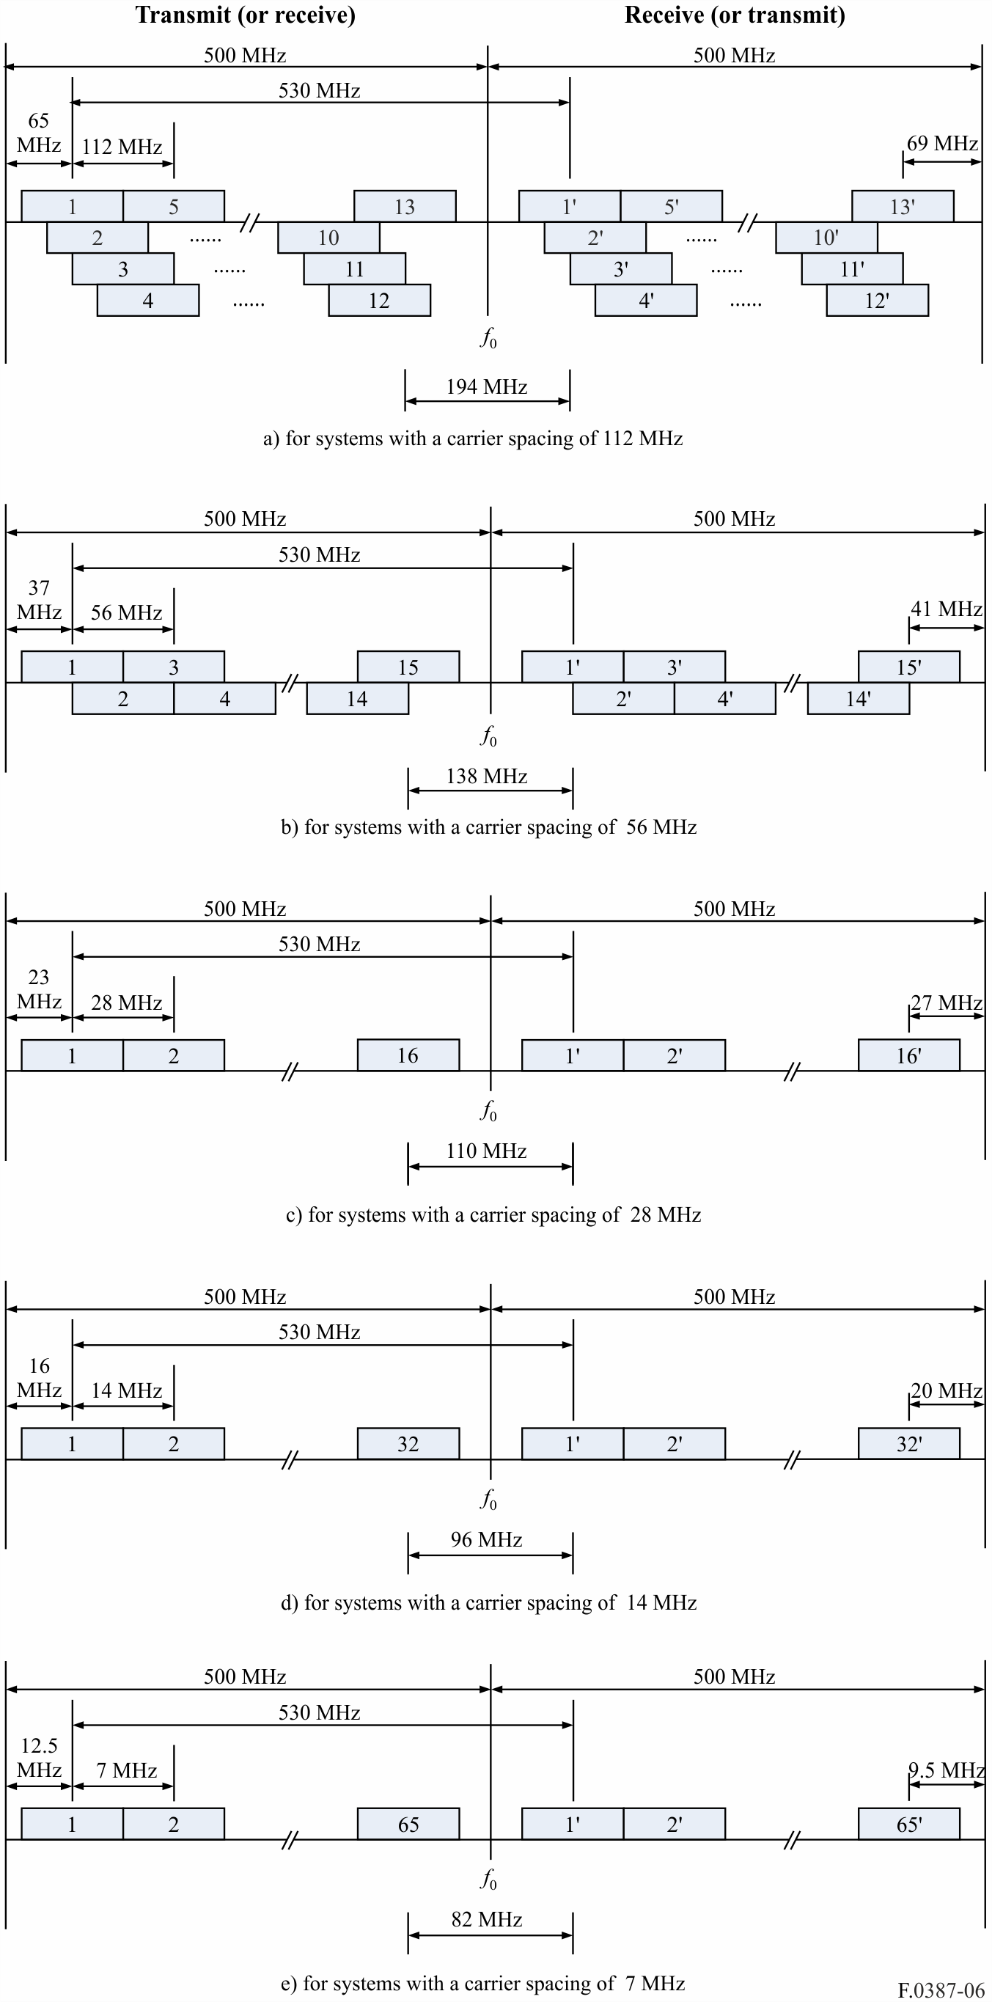 Transmit (or receive) Receive (or transmit)
500 MHz 500 MHz
530 MHz
65
MHz 112 MHz 69 MHz
1 5 13 1' 5' 13'
2 ...... 10 2' ...... 10'
3 ...... 11 3' ...... 11'
4 ...... 12 4' ...... 12'
f0
194 MHz
a) for systems with a carrier spacing of 112 MHz
500 MHz 500 MHz
530 MHz
37
MHz 56 MHz 41 MHz
1 3 15 1' 3' 15'
2 4 14 2' 4' 14'
f0
138 MHz
b) for systems with a carrier spacing of 56 MHz
500 MHz 500 MHz
530 MHz
23
MHz 28 MHz 27 MHz
1 2 16 1' 2' 16'
f0
110 MHz
c) for systems with a carrier spacing of 28 MHz
500 MHz 500 MHz
530 MHz
16
MHz 14 MHz 20 MHz
1 2 32 1' 2' 32'
f0
96 MHz
d) for systems with a carrier spacing of 14 MHz
500 MHz 500 MHz
530 MHz
12.5
MHz 7 MHz 9.5 MHz
1 2 65 1' 2' 65'
f0
82 MHz
e) for systems with a carrier spacing of 7 MHz
F.0387-06